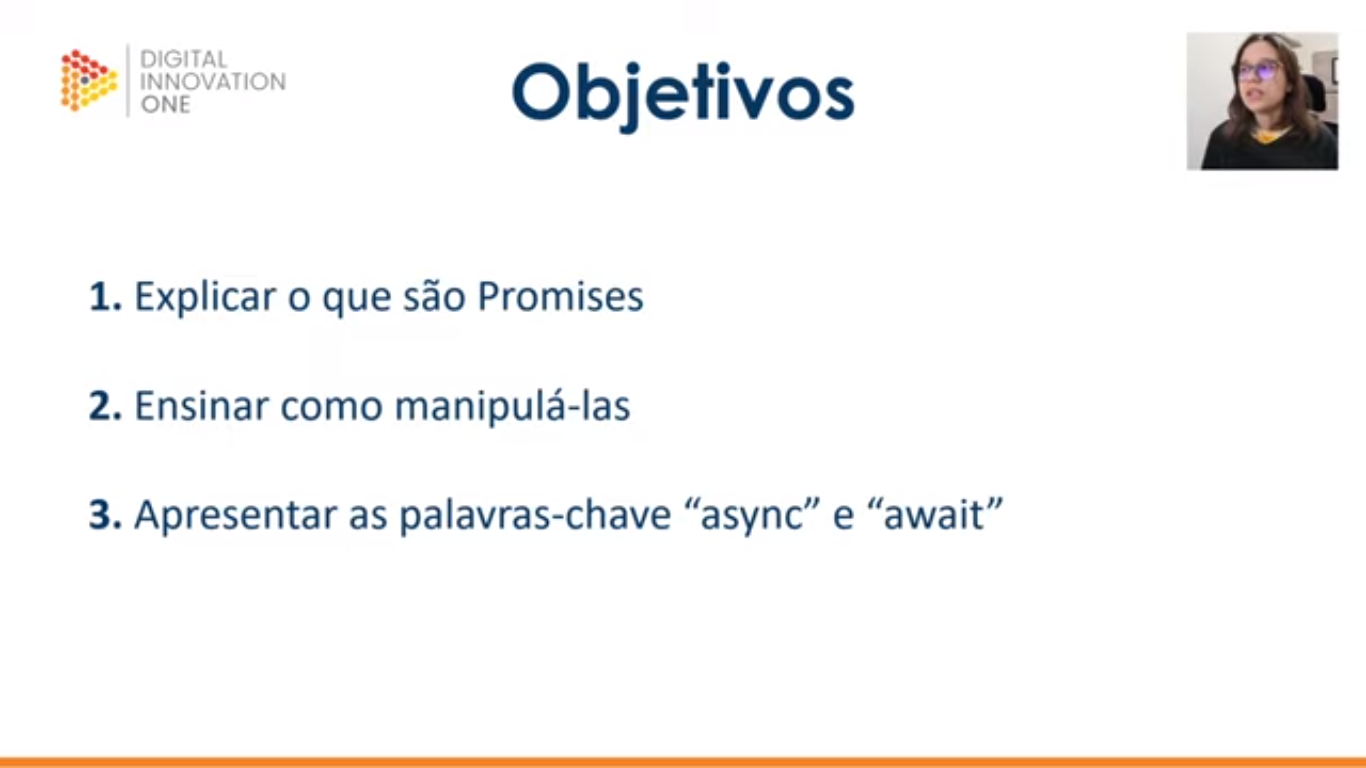 DIGITAL
INNOVATION
ONE
Objetivos
1. Explicar o que são Promises
2. Ensinar como manipulá-las
3. Apresentar as palavras-chave “async” e “await”